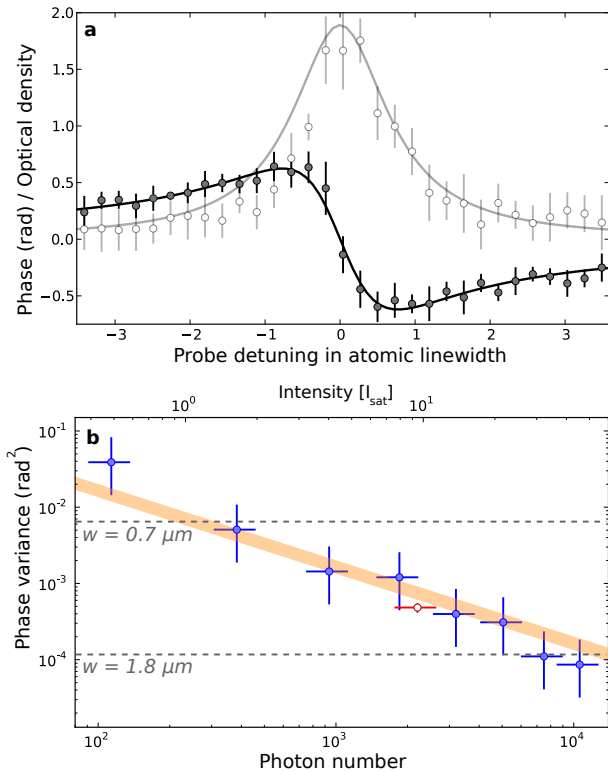 a
2.0
1.5
1.0
0.5
0.0
−0.5
Phase (rad) / Optical density
−3 −2 −1 0 1 2 3
Probe detuning in atomic linewidth
Intensity [I_sat]
10^0 10^1
b
10^-1
10^-2
10^-3
10^-4
Phase variance (rad^2)
w = 0.7 μm
w = 1.8 μm
10^2 10^3 10^4
Photon number